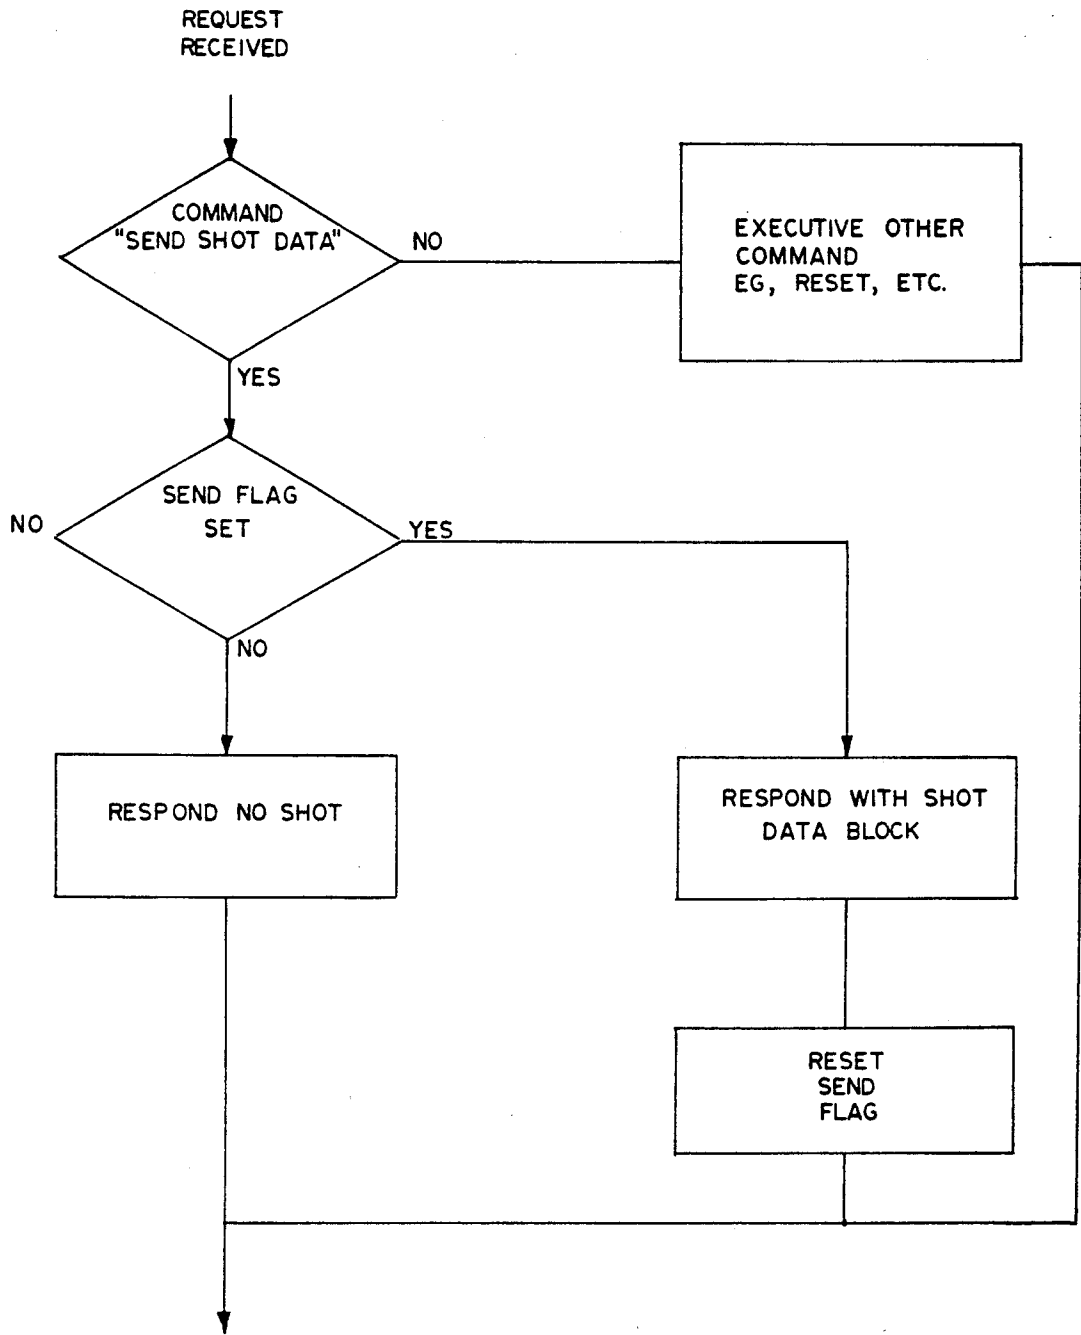 REQUEST
RECEIVED
COMMAND
"SEND SHOT DATA"
NO
EXECUTIVE OTHER
COMMAND
EG, RESET, ETC.
YES
SEND FLAG
SET
NO
YES
NO
RESPOND NO SHOT
RESPOND WITH SHOT
DATA BLOCK
RESET
SEND
FLAG